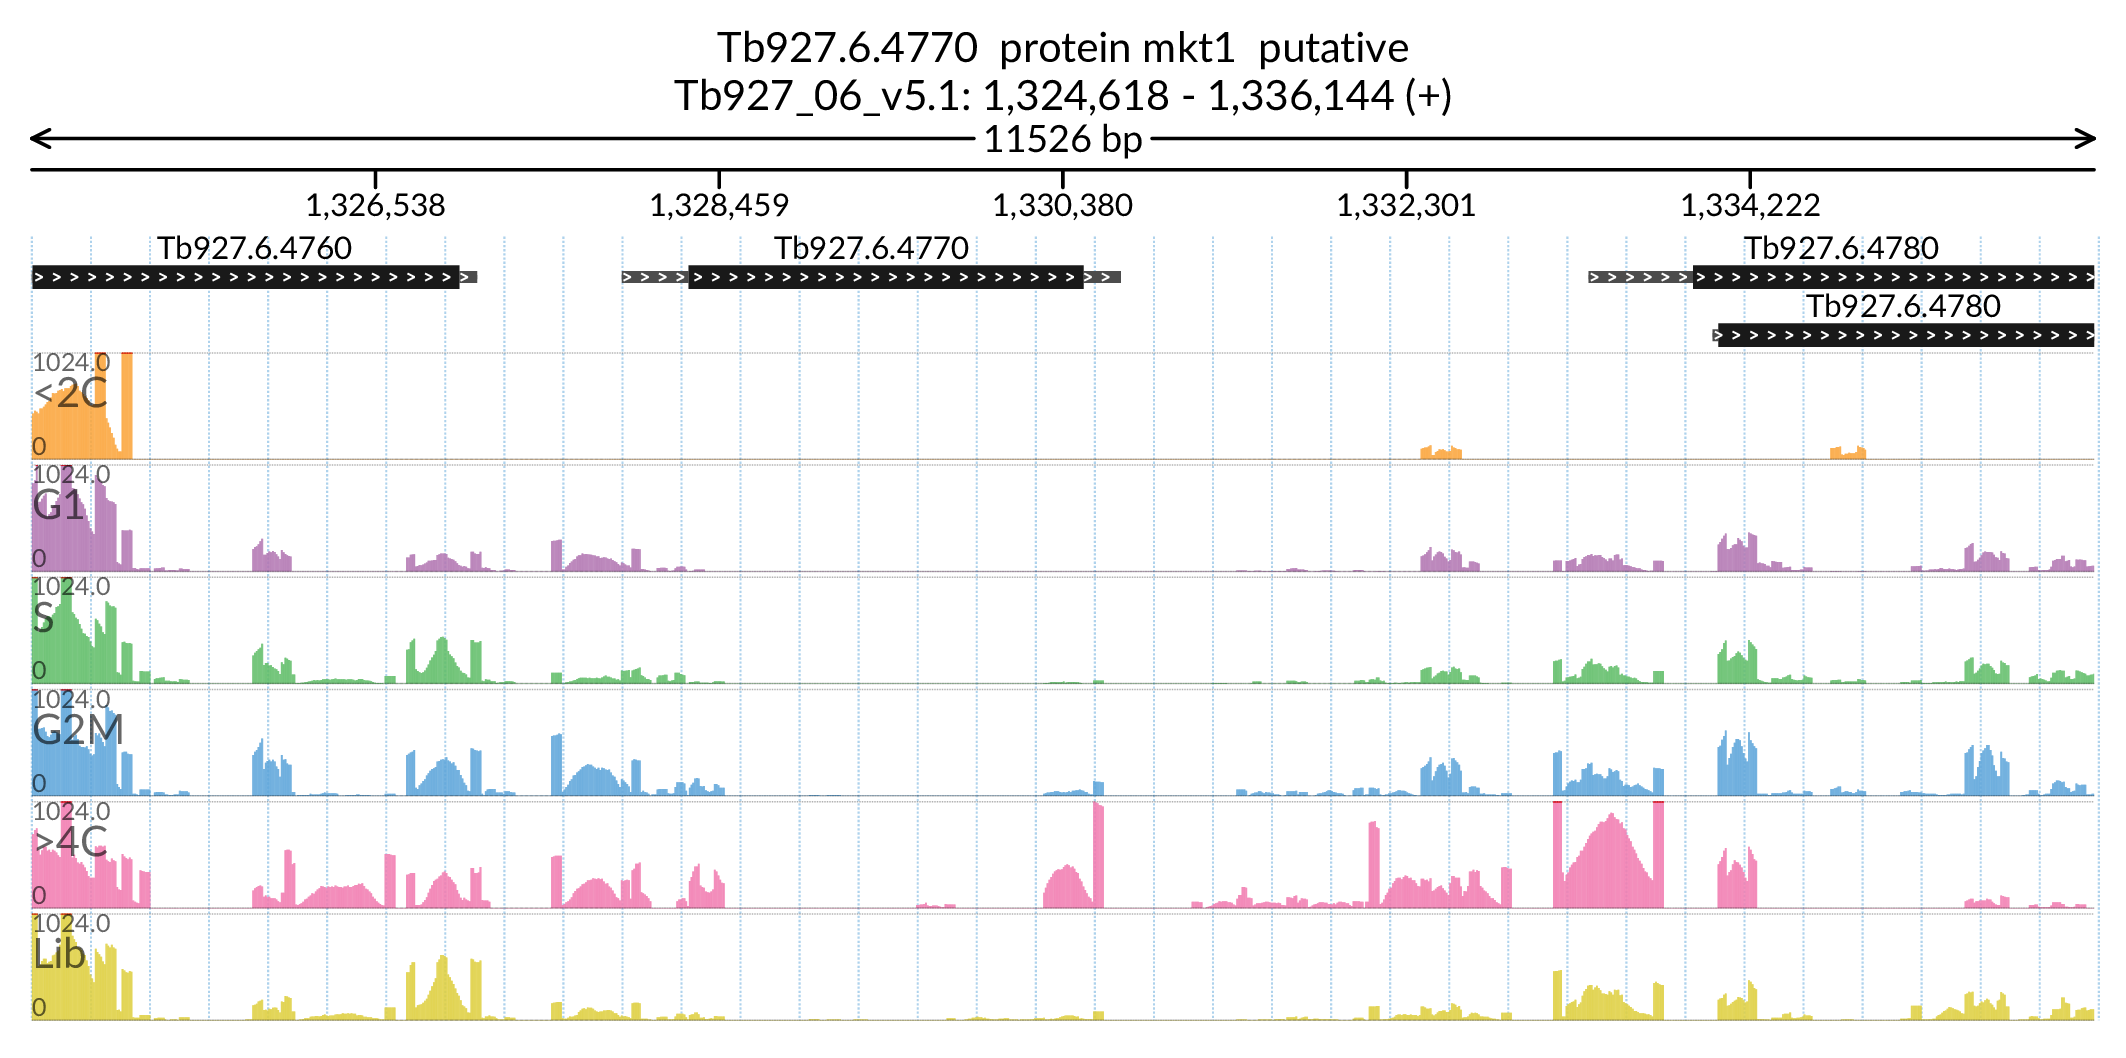 Tb927.6.4770  protein mkt1  putative
Tb927_06_v5.1: 1,324,618 - 1,336,144 (+)
11526 bp
1,326,538 1,328,459 1,330,380 1,332,301 1,334,222
Tb927.6.4760 Tb927.6.4770 Tb927.6.4780
Tb927.6.4780
1024.0
<2C
0
1024.0
G1
0
1024.0
S
0
1024.0
G2M
0
1024.0
>4C
0
1024.0
Lib
0